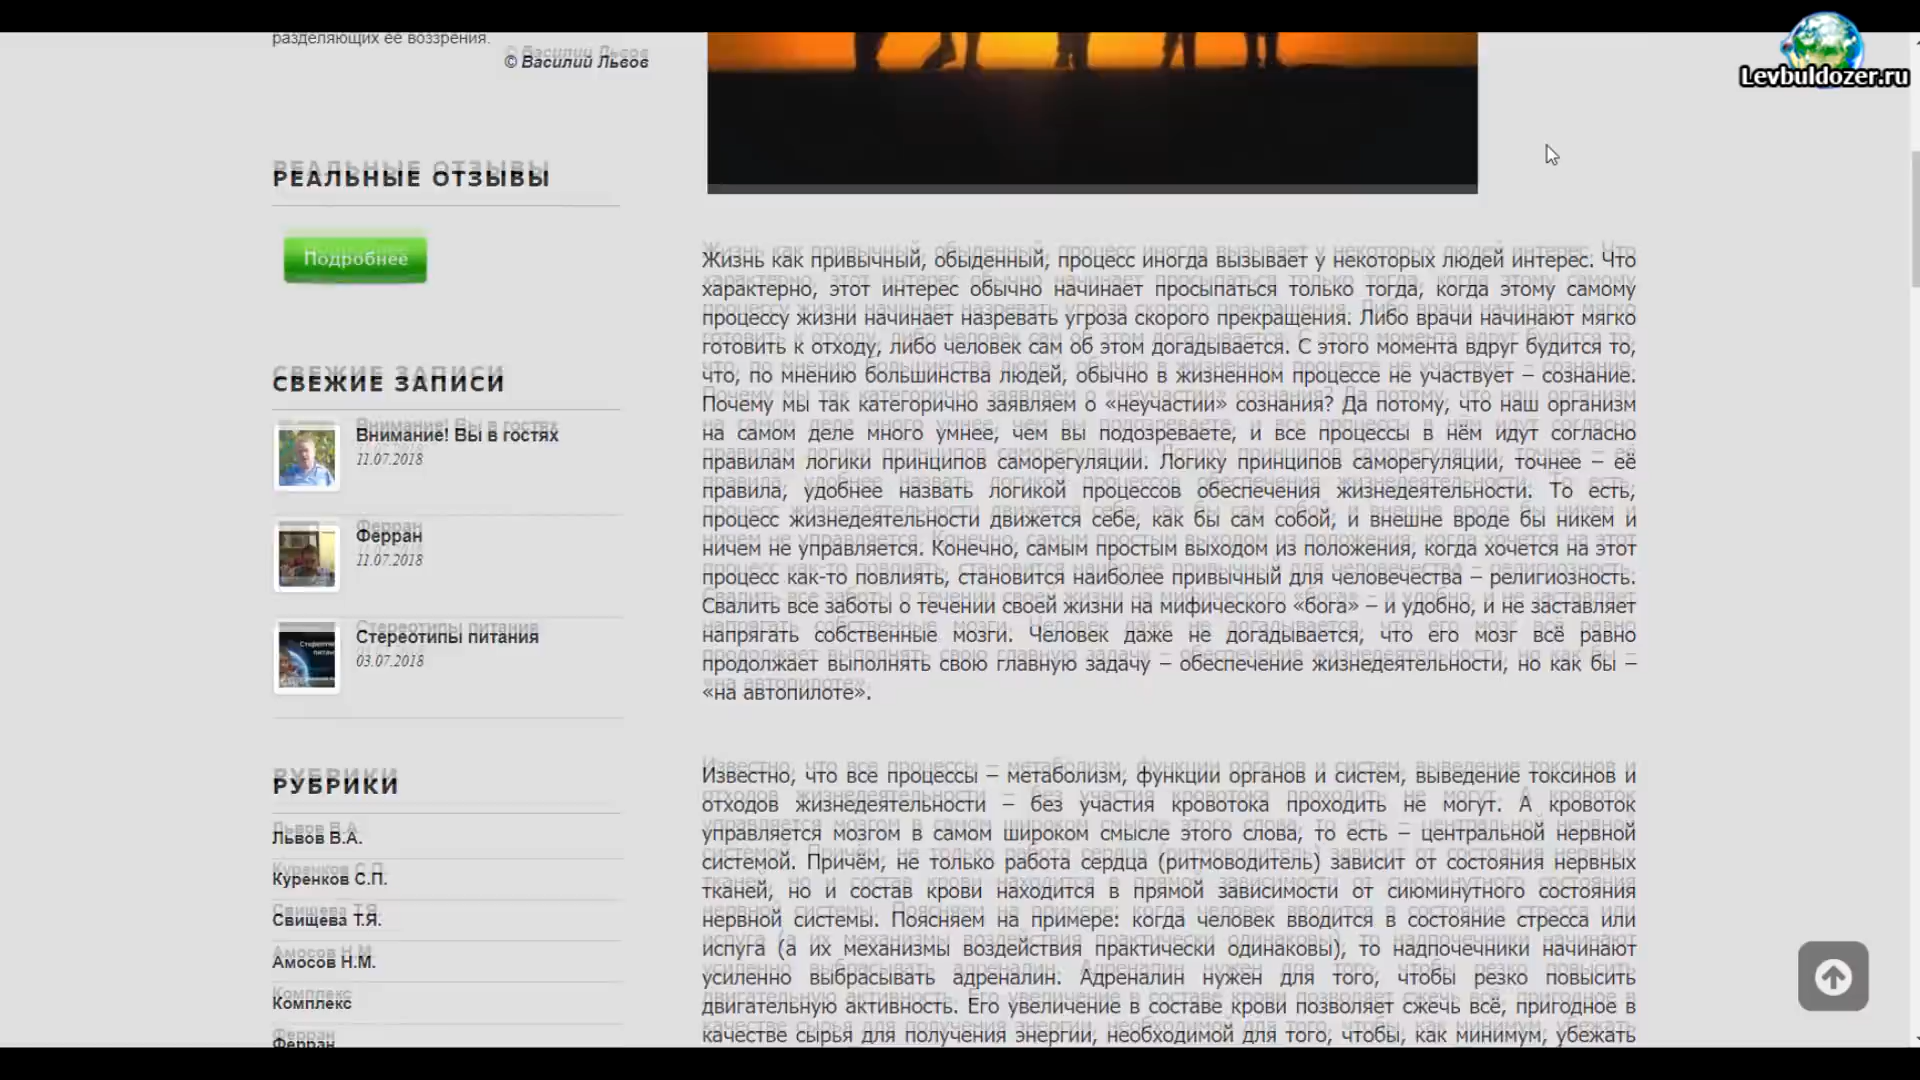 разделяющих её воззрения.
© Василий Львов
РЕАЛЬНЫЕ ОТЗЫВЫ
Подробнее
СВЕЖИЕ ЗАПИСИ
Внимание! Вы в гостях
11.07.2018
Ферран
11.07.2018
Стереотипы питания
03.07.2018
РУБРИКИ
Львов В.А.
Куренков С.П.
Свищева Т.Я.
Амосов Н.М.
Комплекс
Ферран
Levbuldozer.ru
Жизнь как привычный, обыденный, процесс иногда вызывает у некоторых людей интерес. Что
характерно, этот интерес обычно начинает просыпаться только тогда, когда этому самому
процессу жизни начинает назревать угроза скорого прекращения. Либо врачи начинают мягко
готовить к отходу, либо человек сам об этом догадывается. С этого момента вдруг будится то,
что, по мнению большинства людей, обычно в жизненном процессе не участвует – сознание.
Почему мы так категорично заявляем о «неучастии» сознания? Да потому, что наш организм
на самом деле много умнее, чем вы подозреваете, и все процессы в нём идут согласно
правилам логики принципов саморегуляции. Логику принципов саморегуляции, точнее – её
правила, удобнее назвать логикой процессов обеспечения жизнедеятельности. То есть,
процесс жизнедеятельности движется себе, как бы сам собой, и внешне вроде бы никем и
ничем не управляется. Конечно, самым простым выходом из положения, когда хочется на этот
процесс как-то повлиять, становится наиболее привычный для человечества – религиозность.
Свалить все заботы о течении своей жизни на мифического «бога» – и удобно, и не заставляет
напрягать собственные мозги. Человек даже не догадывается, что его мозг всё равно
продолжает выполнять свою главную задачу – обеспечение жизнедеятельности, но как бы –
«на автопилоте».
Известно, что все процессы – метаболизм, функции органов и систем, выведение токсинов и
отходов жизнедеятельности – без участия кровотока проходить не могут. А кровоток
управляется мозгом в самом широком смысле этого слова, то есть – центральной нервной
системой. Причём, не только работа сердца (ритмоводитель) зависит от состояния нервных
тканей, но и состав крови находится в прямой зависимости от сиюминутного состояния
нервной системы. Поясняем на примере: когда человек вводится в состояние стресса или
испуга (а их механизмы воздействия практически одинаковы), то надпочечники начинают
усиленно выбрасывать адреналин. Адреналин нужен для того, чтобы резко повысить
двигательную активность. Его увеличение в составе крови позволяет сжечь всё, пригодное в
качестве сырья для получения энергии, необходимой для того, чтобы, как минимум, убежать